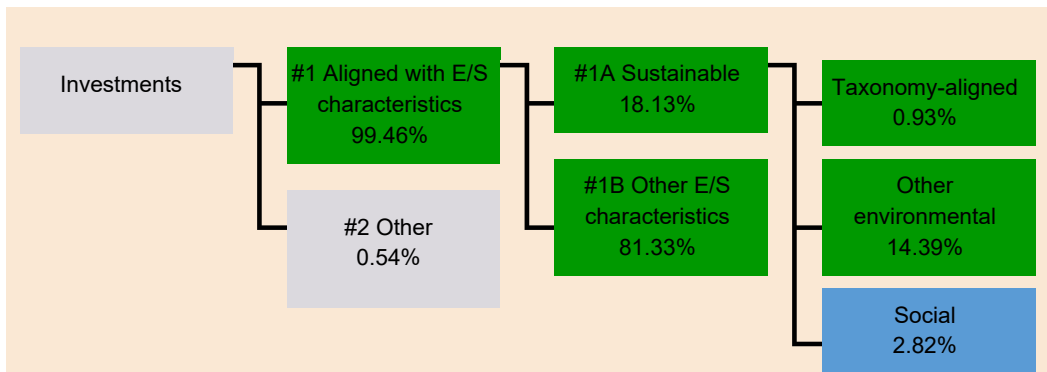 Investments
#1 Aligned with E/S
characteristics
99.46%
#2 Other
0.54%
#1A Sustainable
18.13%
#1B Other E/S
characteristics
81.33%
Taxonomy-aligned
0.93%
Other
environmental
14.39%
Social
2.82%